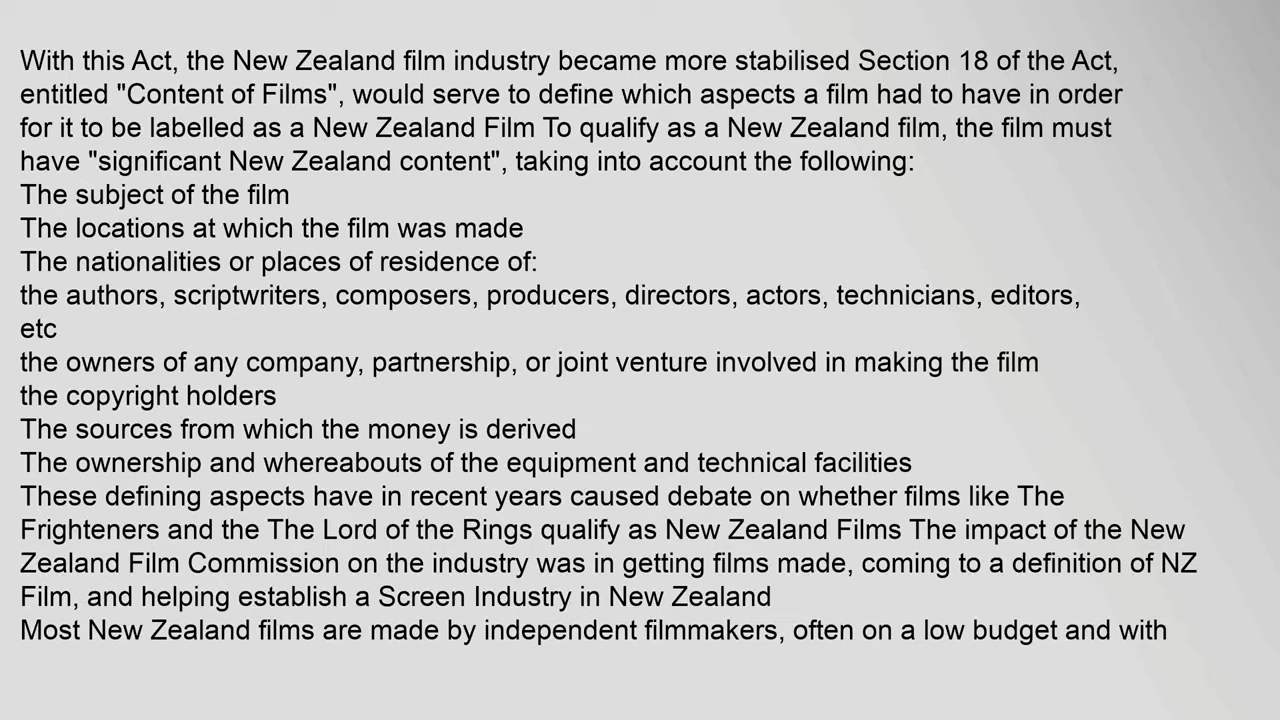 With this Act, the New Zealand film industry became more stabilised Section 18 of the Act,
entitled "Content of Films", would serve to define which aspects a film had to have in order
for it to be labelled as a New Zealand Film To qualify as a New Zealand film, the film must
have "significant New Zealand content", taking into account the following:
The subject of the film
The locations at which the film was made
The nationalities or places of residence of:
the authors, scriptwriters, composers, producers, directors, actors, technicians, editors,
etc
the owners of any company, partnership, or joint venture involved in making the film
the copyright holders
The sources from which the money is derived
The ownership and whereabouts of the equipment and technical facilities
These defining aspects have in recent years caused debate on whether films like The
Frighteners and the The Lord of the Rings qualify as New Zealand Films The impact of the New
Zealand Film Commission on the industry was in getting films made, coming to a definition of NZ
Film, and helping establish a Screen Industry in New Zealand
Most New Zealand films are made by independent filmmakers, often on a low budget and with